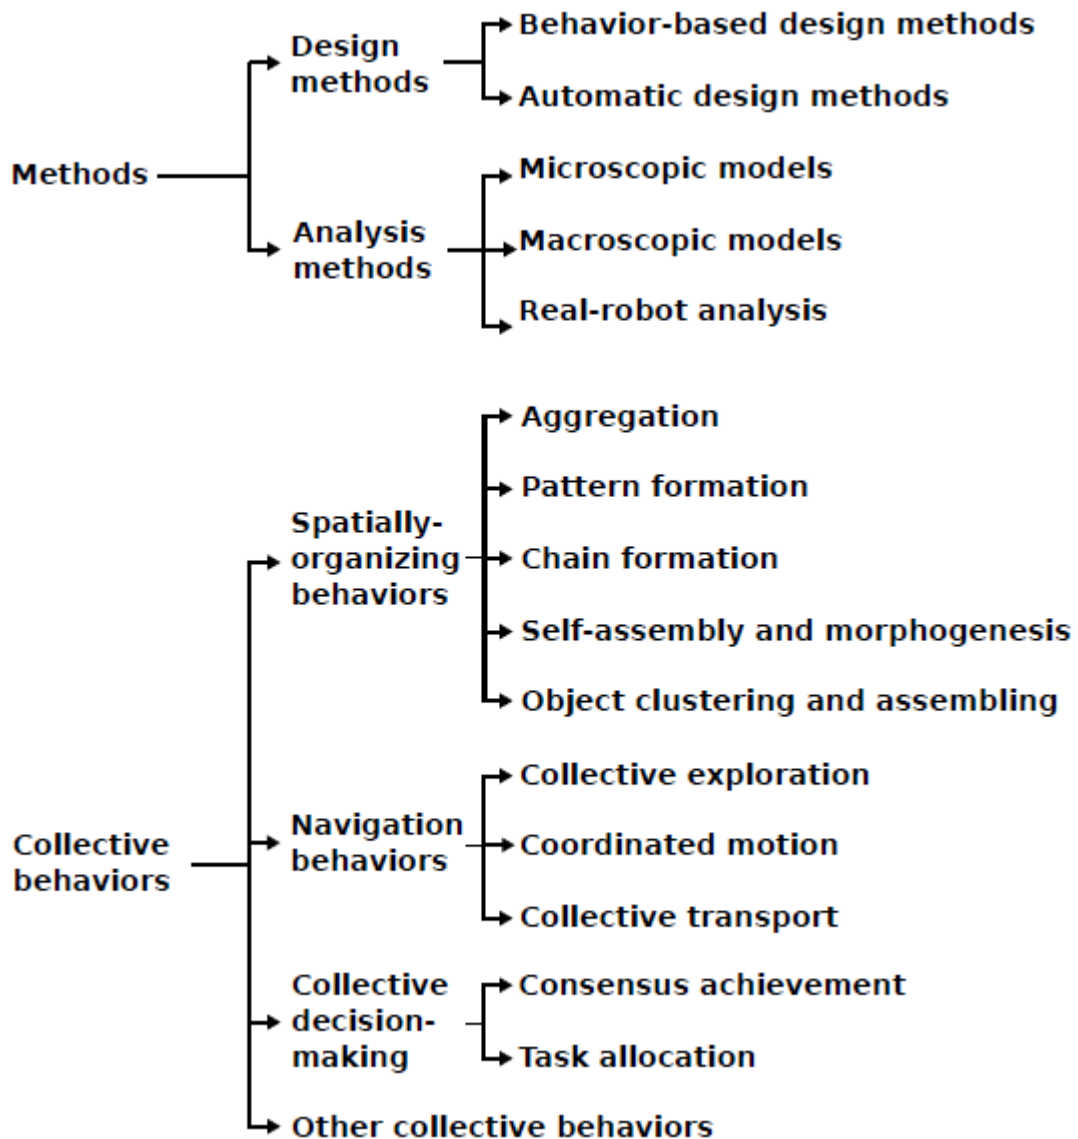 Methods
Design
methods
Behavior-based design methods
Automatic design methods
Analysis
methods
Microscopic models
Macroscopic models
Real-robot analysis
Collective
behaviors
Spatially-
organizing
behaviors
Aggregation
Pattern formation
Chain formation
Self-assembly and morphogenesis
Object clustering and assembling
Navigation
behaviors
Collective exploration
Coordinated motion
Collective transport
Collective
decision-
making
Consensus achievement
Task allocation
Other collective behaviors